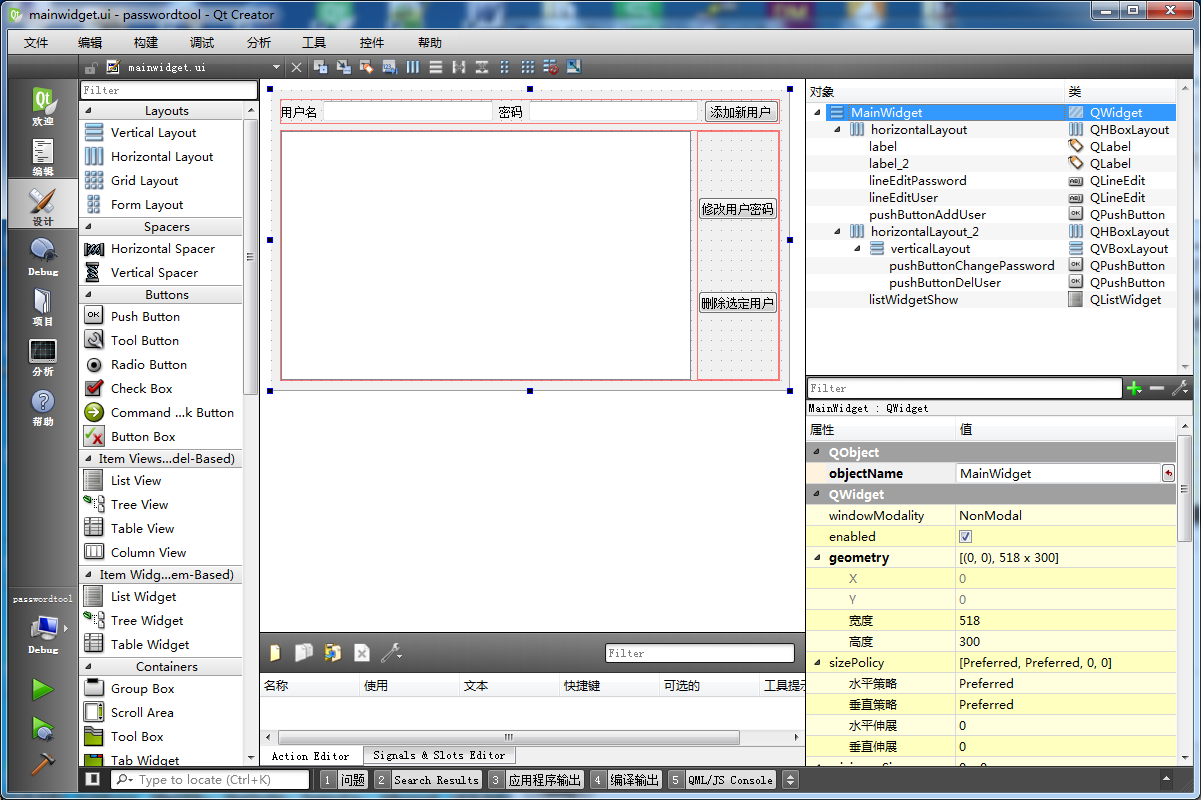 mainwidget.ui - passwordtool - Qt Creator
文件 编辑 构建 调试 分析 工具 控件 帮助
mainwidget.ui
欢迎
编辑
设计
Debug
项目
分析
帮助
passwordtool
Debug
Filter
Layouts
Vertical Layout
Horizontal Layout
Grid Layout
Form Layout
Spacers
Horizontal Spacer
Vertical Spacer
Buttons
Push Button
Tool Button
Radio Button
Check Box
Command ...k Button
Button Box
Item Views...del-Based)
List View
Tree View
Table View
Column View
Item Widg...em-Based)
List Widget
Tree Widget
Table Widget
Containers
Group Box
Scroll Area
Tool Box
Tab Widget
用户名 密码 添加新用户
修改用户密码
删除选定用户
Filter
名称 使用 文本 快捷键 可选的 工具提示
Action Editor Signals & Slots Editor
对象 类
MainWidget QWidget
horizontalLayout QHBoxLayout
label QLabel
label_2 QLabel
lineEditPassword QLineEdit
lineEditUser QLineEdit
pushButtonAddUser QPushButton
horizontalLayout_2 QHBoxLayout
verticalLayout QVBoxLayout
pushButtonChangePassword QPushButton
pushButtonDelUser QPushButton
listWidgetShow QListWidget
Filter
MainWidget : QWidget
属性 值
QObject
objectName MainWidget
QWidget
windowModality NonModal
enabled
geometry [(0, 0), 518 x 300]
X 0
Y 0
宽度 518
高度 300
sizePolicy [Preferred, Preferred, 0, 0]
水平策略 Preferred
垂直策略 Preferred
水平伸展 0
垂直伸展 0
Type to locate (Ctrl+K) 1 问题 2 Search Results 3 应用程序输出 4 编译输出 5 QML/JS Console